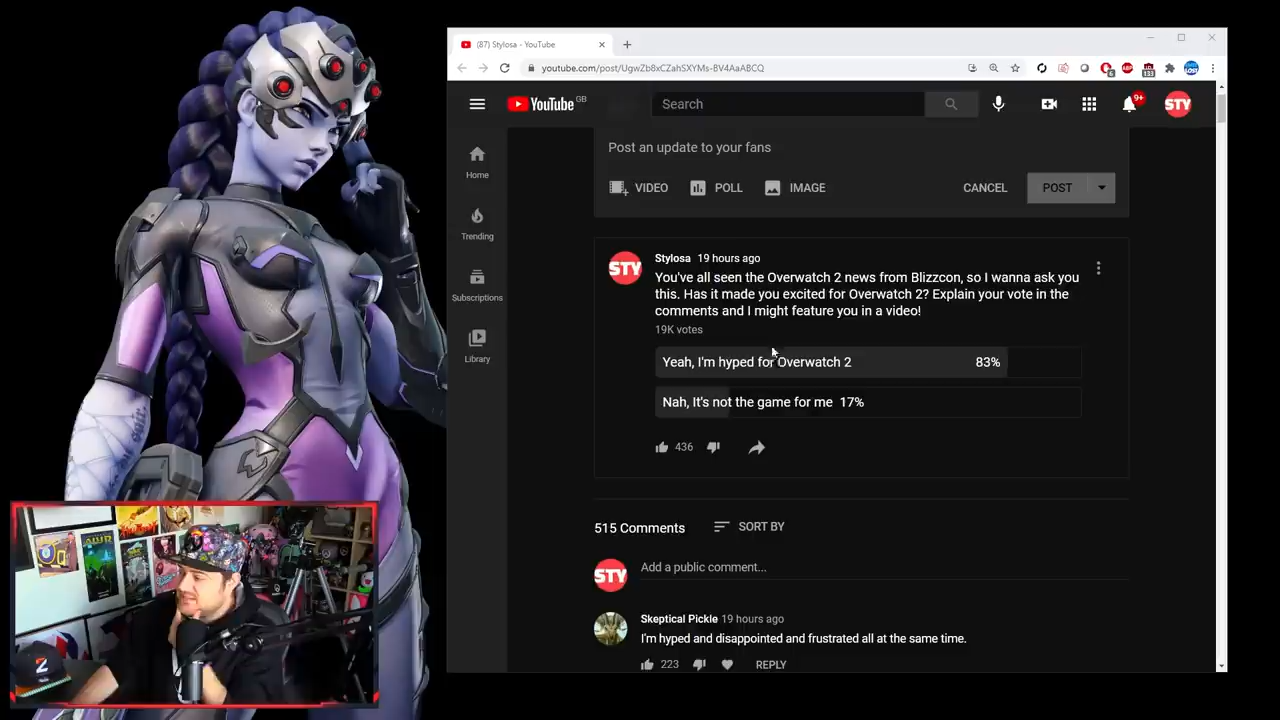 (87) Stylosa - YouTube
youtube.com/post/UgwZb8xCZahSXYMs-BV4AaABCQ
6
133
YouTube GB
Search
9+
STY
Home
Trending
Subscriptions
Library
Post an update to your fans
VIDEO
POLL
IMAGE
CANCEL
POST
STY
Stylosa 19 hours ago
You've all seen the Overwatch 2 news from Blizzcon, so I wanna ask you
this. Has it made you excited for Overwatch 2? Explain your vote in the
comments and I might feature you in a video!
19K votes
Yeah, I'm hyped for Overwatch 2 83%
Nah, It's not the game for me 17%
436
515 Comments
SORT BY
STY
Add a public comment...
Skeptical Pickle 19 hours ago
I'm hyped and disappointed and frustrated all at the same time.
223
REPLY